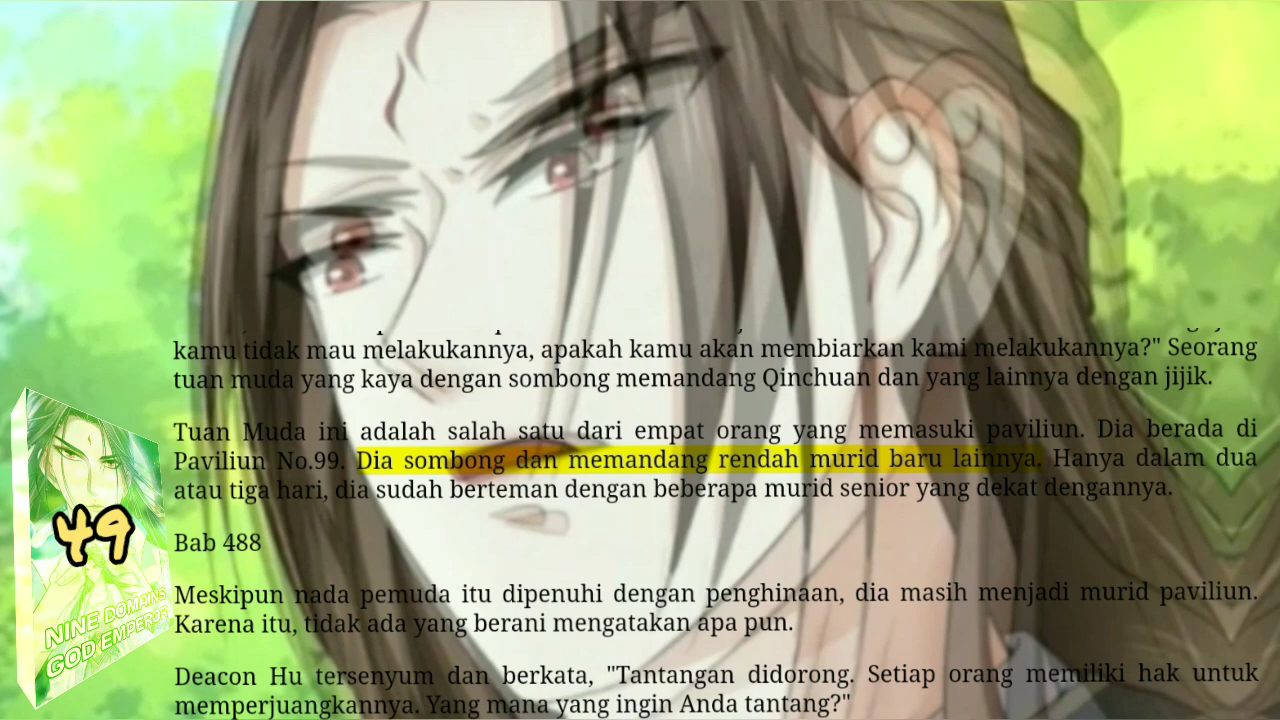 kamu tidak mau melakukannya, apakah kamu akan membiarkan kami melakukannya?" Seorang
tuan muda yang kaya dengan sombong memandang Qinchuan dan yang lainnya dengan jijik.
Tuan Muda ini adalah salah satu dari empat orang yang memasuki paviliun. Dia berada di
Paviliun No.99. Dia sombong dan memandang rendah murid baru lainnya. Hanya dalam dua
atau tiga hari, dia sudah berteman dengan beberapa murid senior yang dekat dengannya.
Bab 488
Meskipun nada pemuda itu dipenuhi dengan penghinaan, dia masih menjadi murid paviliun.
Karena itu, tidak ada yang berani mengatakan apa pun.
Deacon Hu tersenyum dan berkata, "Tantangan didorong. Setiap orang memiliki hak untuk
memperjuangkannya. Yang mana yang ingin Anda tantang?"
49
NINE DOMAINS
GOD EMPEROR